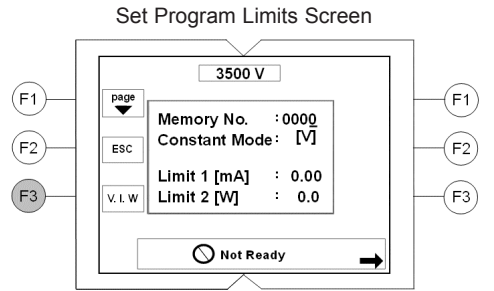 Set Program Limits Screen
3500 V
F1
page
F1
Memory No. : 0000
Constant Mode : [V]
F2
ESC
F2
Limit 1 [mA] : 0.00
F3
V. I. W
Limit 2 [W] : 0.0
F3
Not Ready